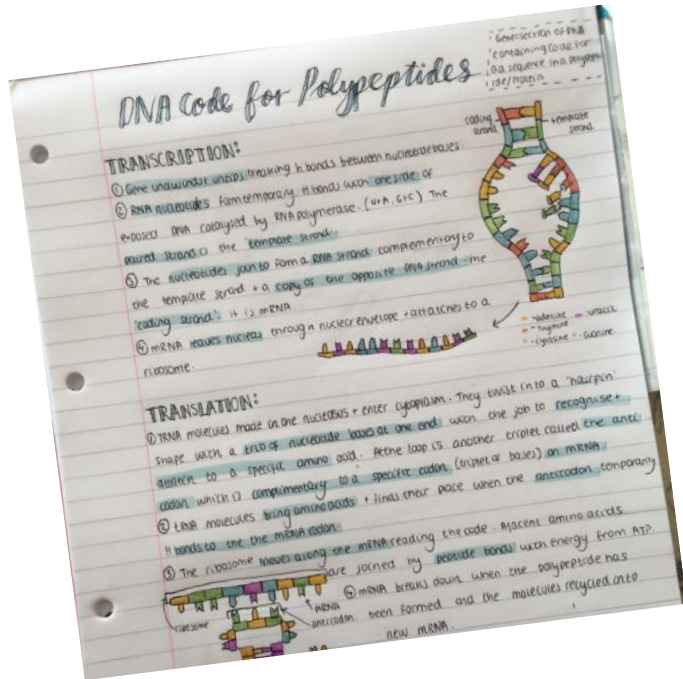 DNA Code for Polypeptides
Gene: section of DNA
containing code for
a.a sequence in a polypept
ide/protein
coding
strand
template
strand
TRANSCRIPTION:
① Gene unwinds + unzips breaking h bonds between nucleotide bases.
② RNA nucleotides form temporary H bonds with one side of
exposed DNA catalysed by RNA polymerase. (U+A, G+C) The
paired strand is the 'template strand'
③ The nucleotides join to form a RNA strand complementary to
the template strand + a copy of the opposite DNA strand - the
'coding strand': it is mRNA.
④ mRNA leaves nucleus through nuclear envelope + attatches to a
ribosome.
- Adenine - uracil
- Thymine
- cytosine - Guanine.
TRANSLATION:
① tRNA molecules made in the nucleolus + enter cytoplasm. They twist into a 'hairpin'
shape with a trio of nucleotide bases at one end with the job to recognise +
attatch to a specific amino acid. At the loop is another triplet called the anti-
codon which is complimentary to a specific codon (triplet of bases) on mRNA.
② tRNA molecules bring amino acids + finds their pace when the anticodon temporarily
H bonds to the the mRNA codon.
③ The ribosome moves along the mRNA reading the code. Ajacent amino acids
are joined by peptide bonds with energy from ATP
④ mRNA breaks down when the polypeptide has
been formed and the molecules recycled into
new mRNA.
mRNA
anticodon
ribosome